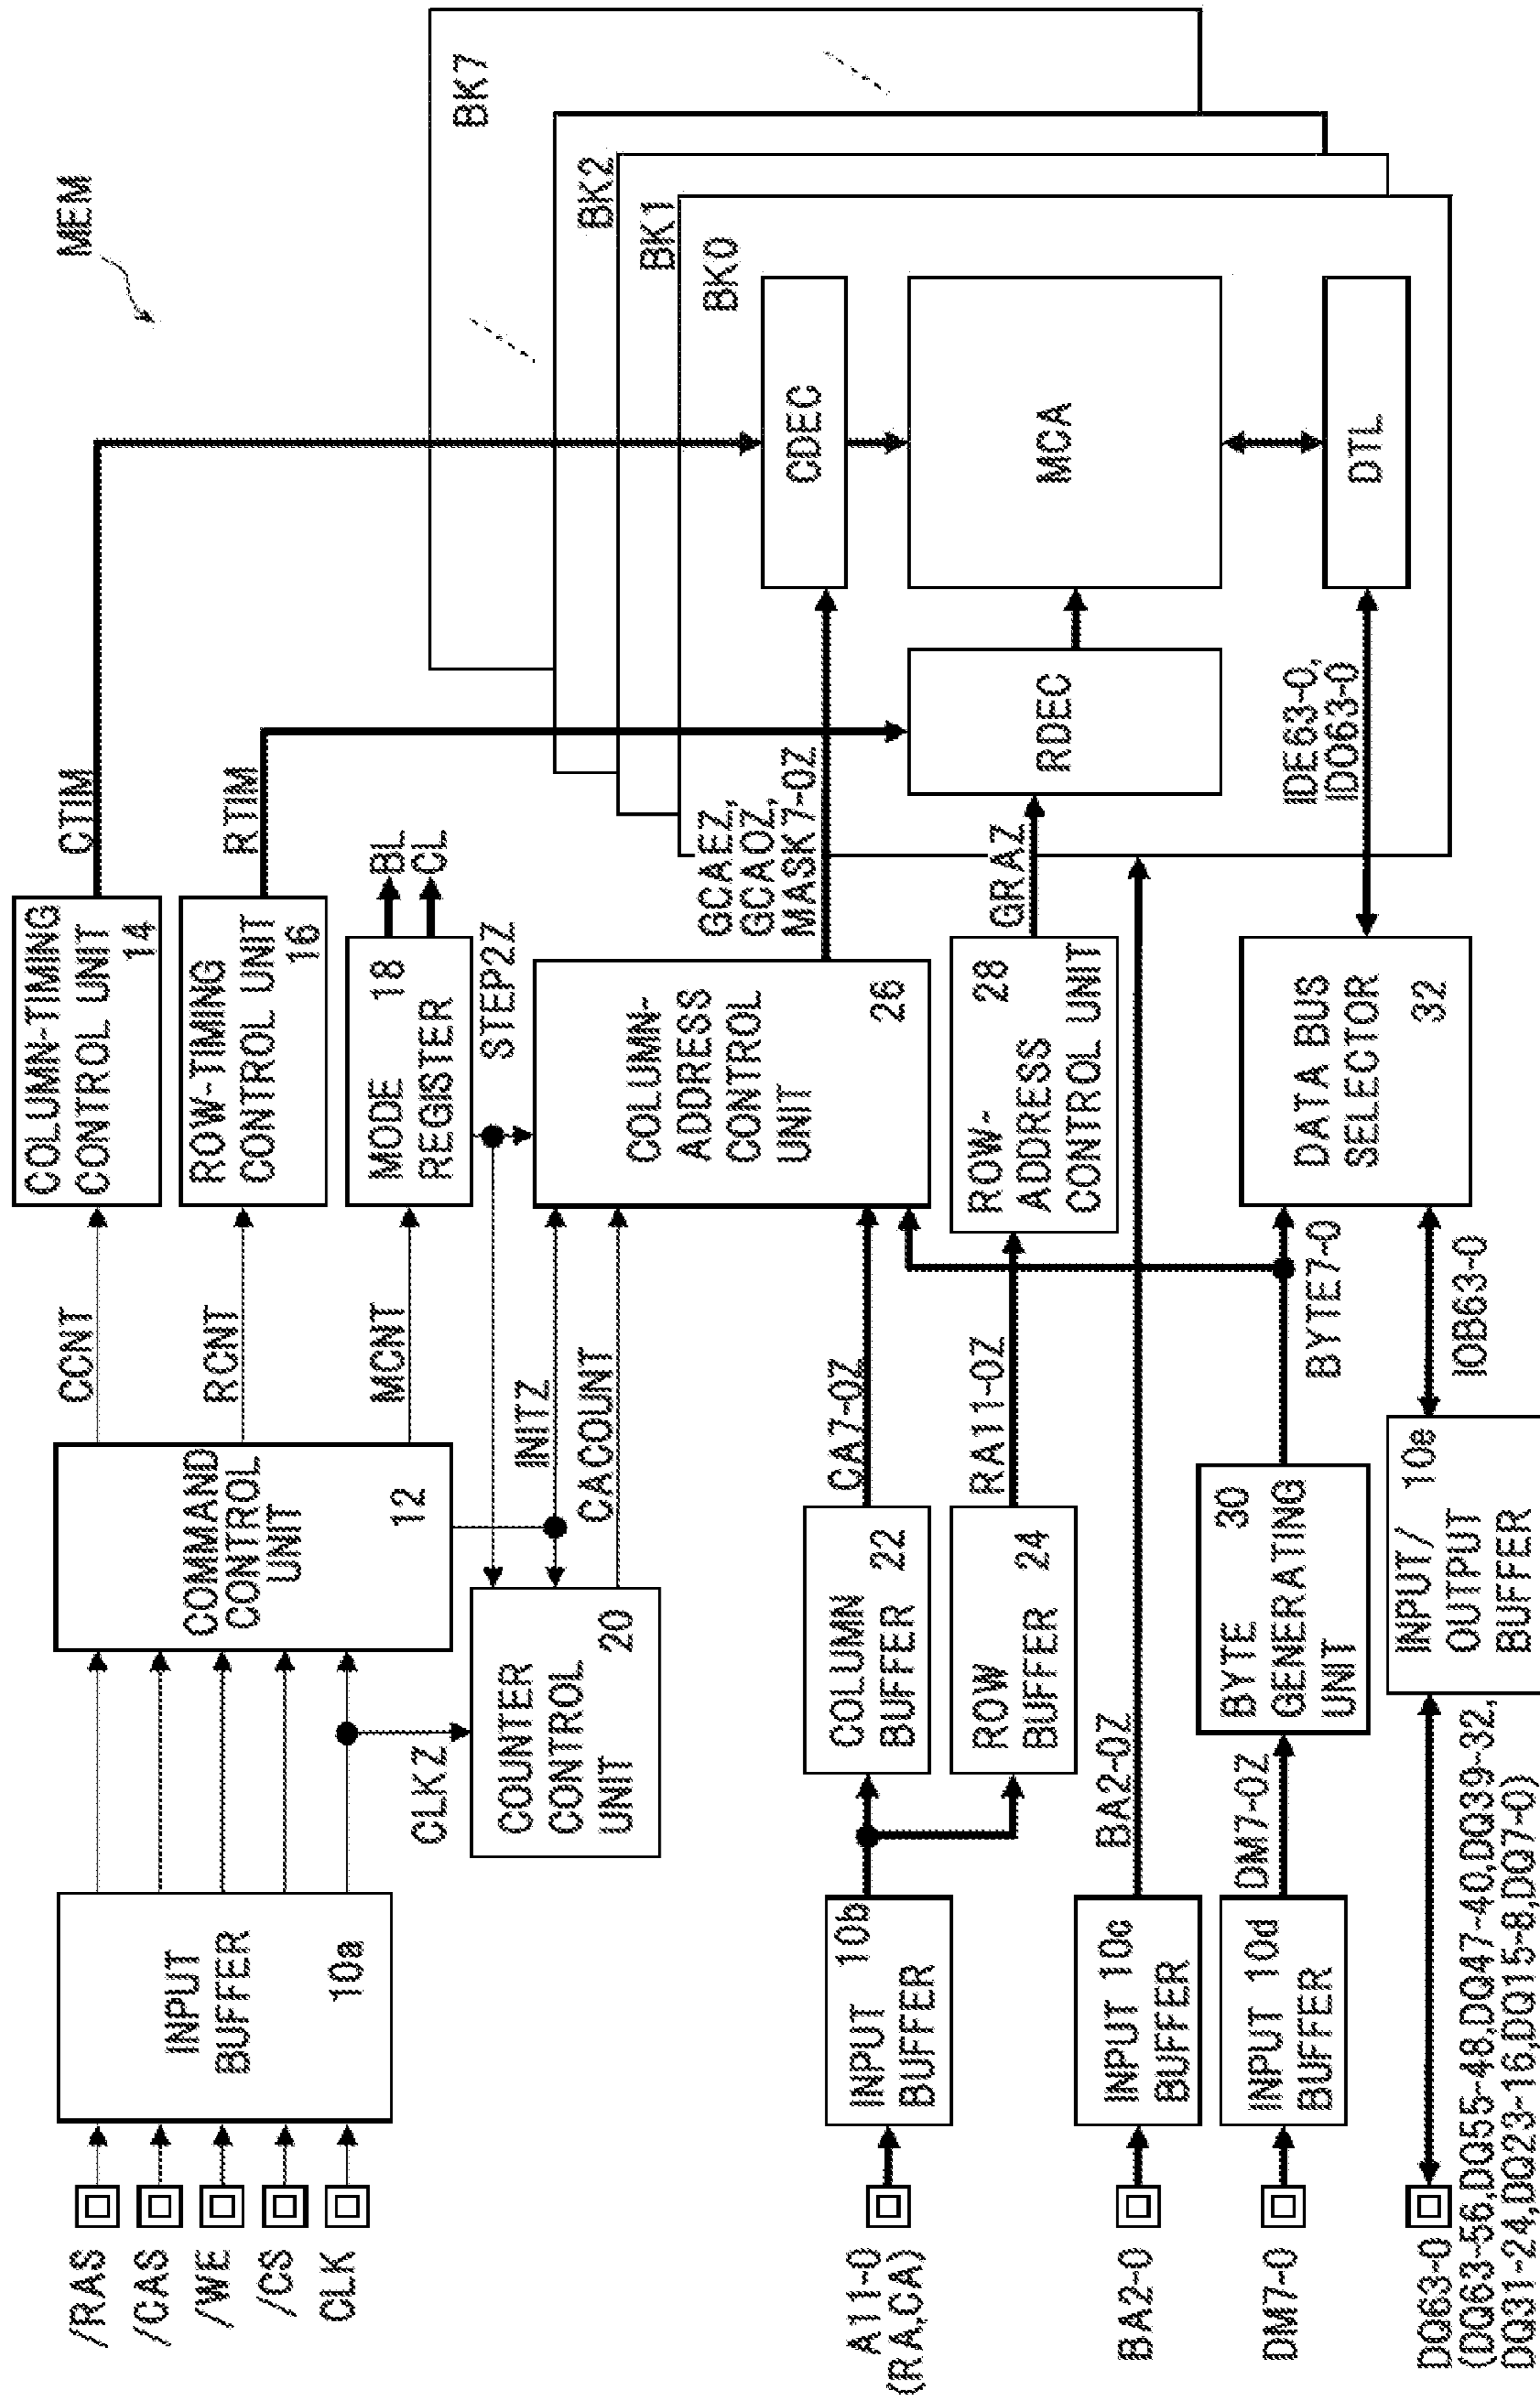 MEM
/RAS
/CAS
/WE
/CS
CLK
INPUT
BUFFER
10a
COMMAND
CONTROL
UNIT
12
CCNT
RCNT
MCNT
COLUMN-TIMING
CONTROL UNIT
14
CTIM
ROW-TIMING
CONTROL UNIT
16
RTIM
MODE 18
REGISTER
BL
CL
STEP2Z
CLKZ
COUNTER
CONTROL
UNIT 20
INITZ
CACOUNT
COLUMN-
ADDRESS
CONTROL
UNIT
26
GCAEZ,
GCAOZ,
MASK7-0Z
A11-0
(RA,CA)
INPUT 10b
BUFFER
COLUMN
BUFFER 22
CA7-0Z
ROW
BUFFER 24
RA11-0Z
ROW- 28
ADDRESS
CONTROL UNIT
GRAZ
BA2-0
INPUT 10c
BUFFER
BA2-0Z
DM7-0
INPUT 10d
BUFFER
DM7-0Z
BYTE 30
GENERATING
UNIT
BYTE7-0
DATA BUS
SELECTOR
32
IDE63-0,
IDO63-0
DQ63-0
(DQ63-56,DQ55-48,DQ47-40,DQ39-32,
DQ31-24,DQ23-16,DQ15-8,DQ7-0)
INPUT/ 10e
OUTPUT
BUFFER
IOB63-0
BK7
BK2
BK1
BK0
CDEC
RDEC
MCA
DTL